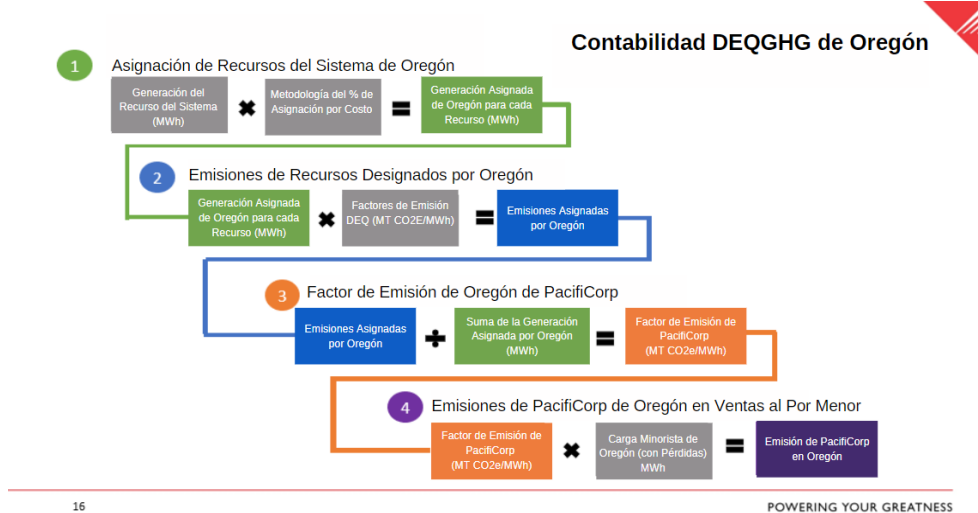 Contabilidad DEQGHG de Oregón
1
Asignación de Recursos del Sistema de Oregón
Generación del
Recurso del Sistema
(MWh)
✖
Metodología del % de
Asignación por Costo
=
Generación Asignada
de Oregón para cada
Recurso (MWh)
2
Emisiones de Recursos Designados por Oregón
Generación Asignada
de Oregón para cada
Recurso (MWh)
✖
Factores de Emisión
DEQ (MT CO2E/MWh)
=
Emisiones Asignadas
por Oregón
3
Factor de Emisión de Oregón de PacifiCorp
Emisiones Asignadas
por Oregón
÷
Suma de la Generación
Asignada por Oregón
(MWh)
=
Factor de Emisión de
PacifiCorp
(MT CO2e/MWh)
4
Emisiones de PacifiCorp de Oregón en Ventas al Por Menor
Factor de Emisión de
PacifiCorp
(MT CO2e/MWh)
✖
Carga Minorista de
Oregón (con Pérdidas)
MWh
=
Emisión de PacifiCorp
en Oregón
16
POWERING YOUR GREATNESS